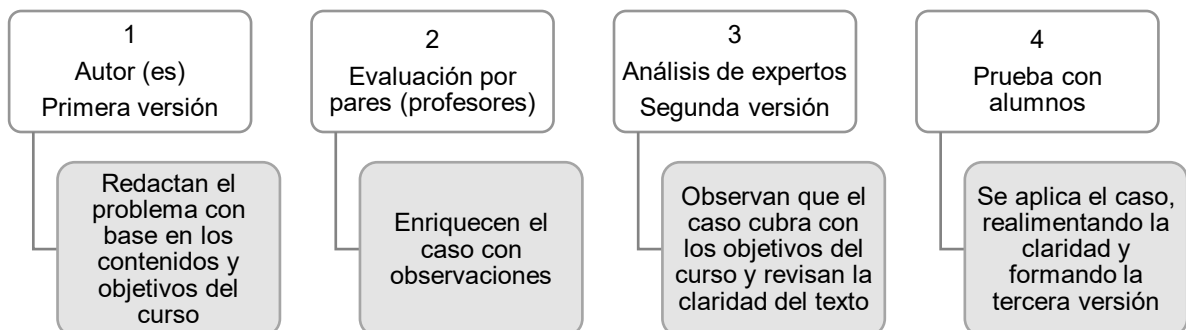 1
Autor (es)
Primera versión
Redactan el
problema con
base en los
contenidos y
objetivos del
curso
2
Evaluación por
pares (profesores)
Enriquecen el
caso con
observaciones
3
Análisis de expertos
Segunda versión
Observan que el
caso cubra con
los objetivos del
curso y revisan la
claridad del texto
4
Prueba con
alumnos
Se aplica el caso,
realimentando la
claridad y
formando la
tercera versión